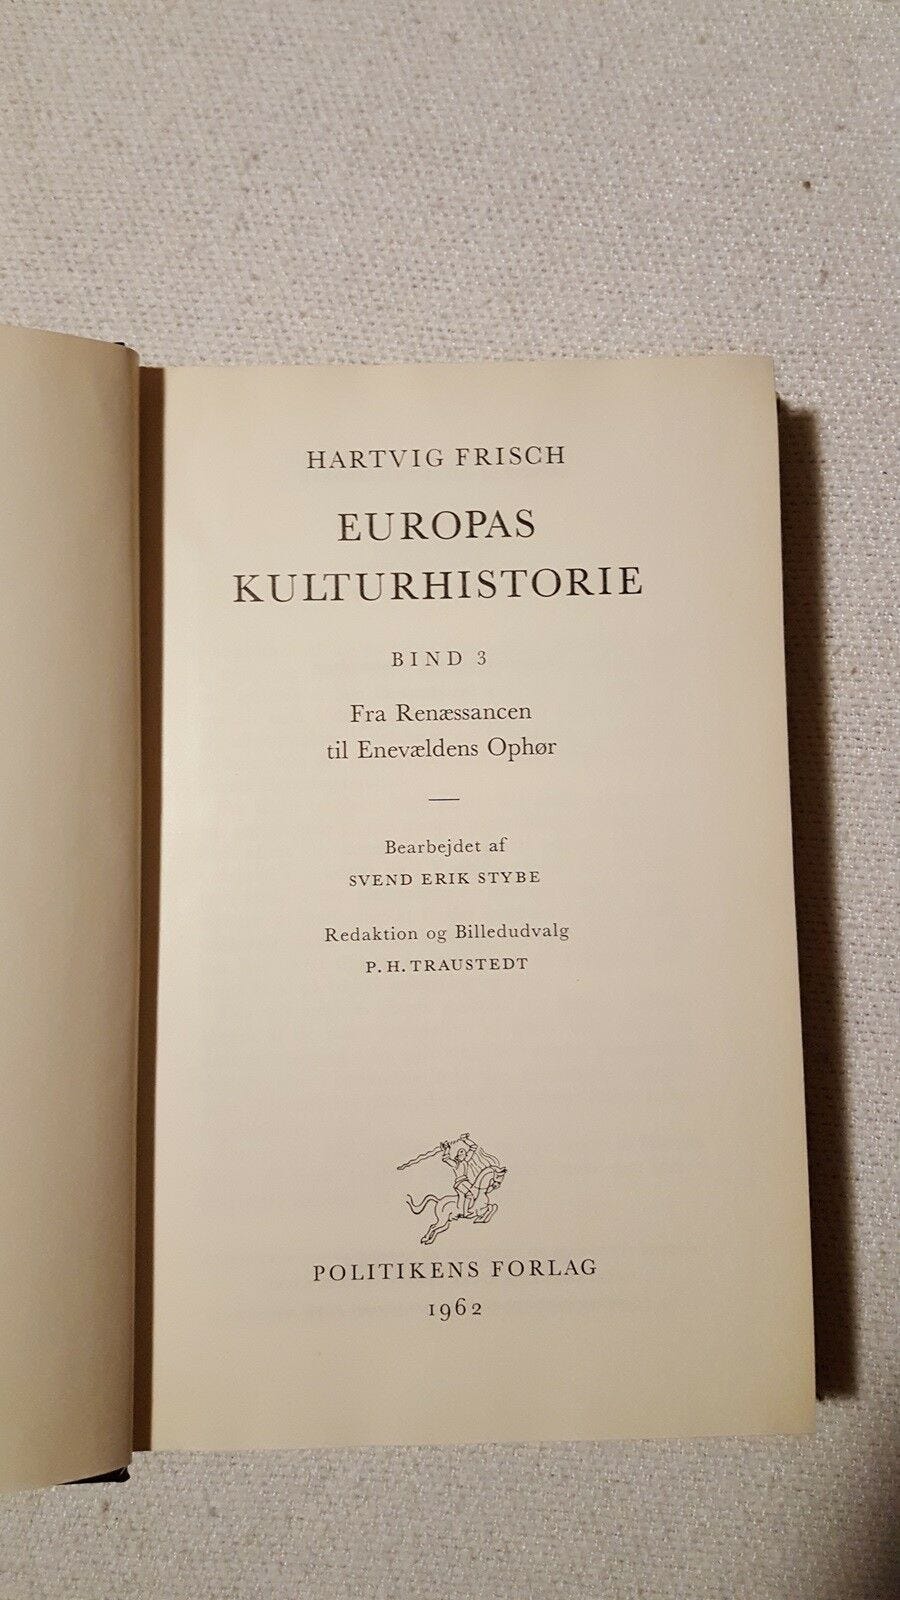 HARTVIG FRISCH
EUROPAS
KULTURHISTORIE
BIND 3
Fra Renæssancen
til Enevældens Ophør
Bearbejdet af
SVEND ERIK STYBE
Redaktion og Billedudvalg
P. H. TRAUSTEDT
POLITIKENS FORLAG
1962